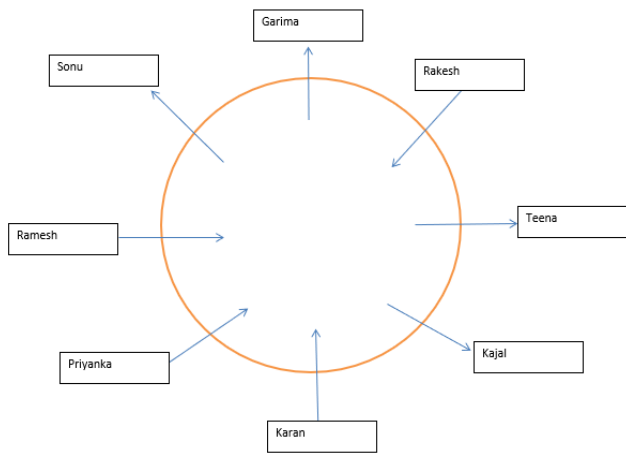 Garima
Sonu
Rakesh
Teena
Ramesh
Kajal
Priyanka
Karan